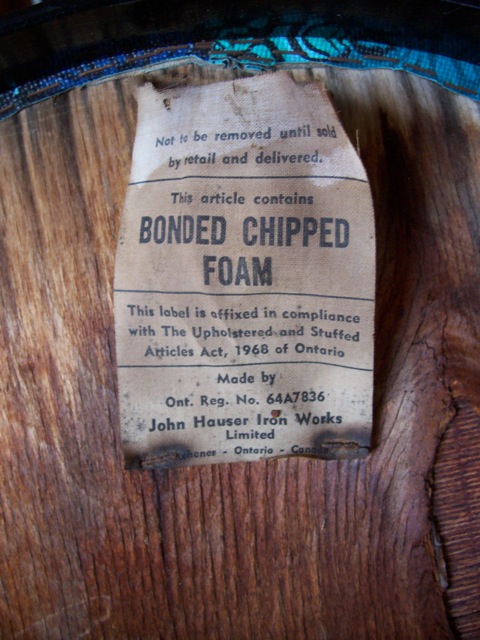 Not to be removed until sold
by retail and delivered.
This article contains
BONDED CHIPPED
FOAM
This label is affixed in compliance
with The Upholstered and Stuffed
Articles Act, 1968 of Ontario
Made by
Ont. Reg. No. 64A7836
John Hauser Iron Works
Limited
- Ontario - Canada